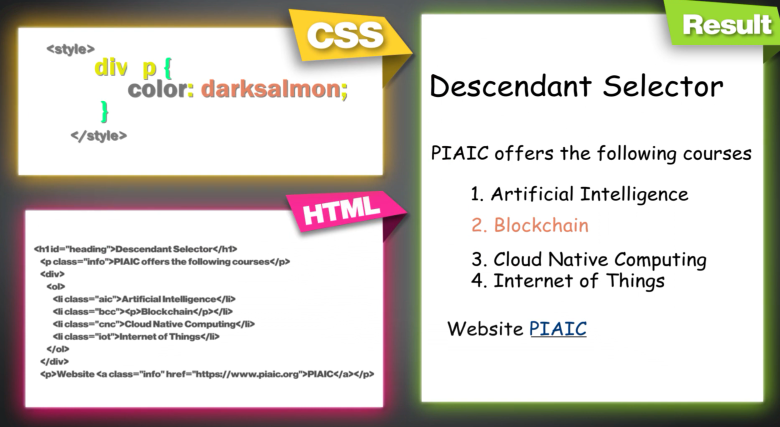 CSS
<style>
div p {
color: darksalmon;
}
</style>
HTML
<h1 id="heading">Descendant Selector</h1>
<p class="info">PIAIC offers the following courses</p>
<div>
<ol>
<li class="aic">Artificial Intelligence</li>
<li class="bcc"><p>Blockchain</p></li>
<li class="cnc">Cloud Native Computing</li>
<li class="iot">Internet of Things</li>
</ol>
</div>
<p>Website <a class="info" href="https://www.piaic.org">PIAIC</a></p>
Result
Descendant Selector
PIAIC offers the following courses
1. Artificial Intelligence
2. Blockchain
3. Cloud Native Computing
4. Internet of Things
Website PIAIC